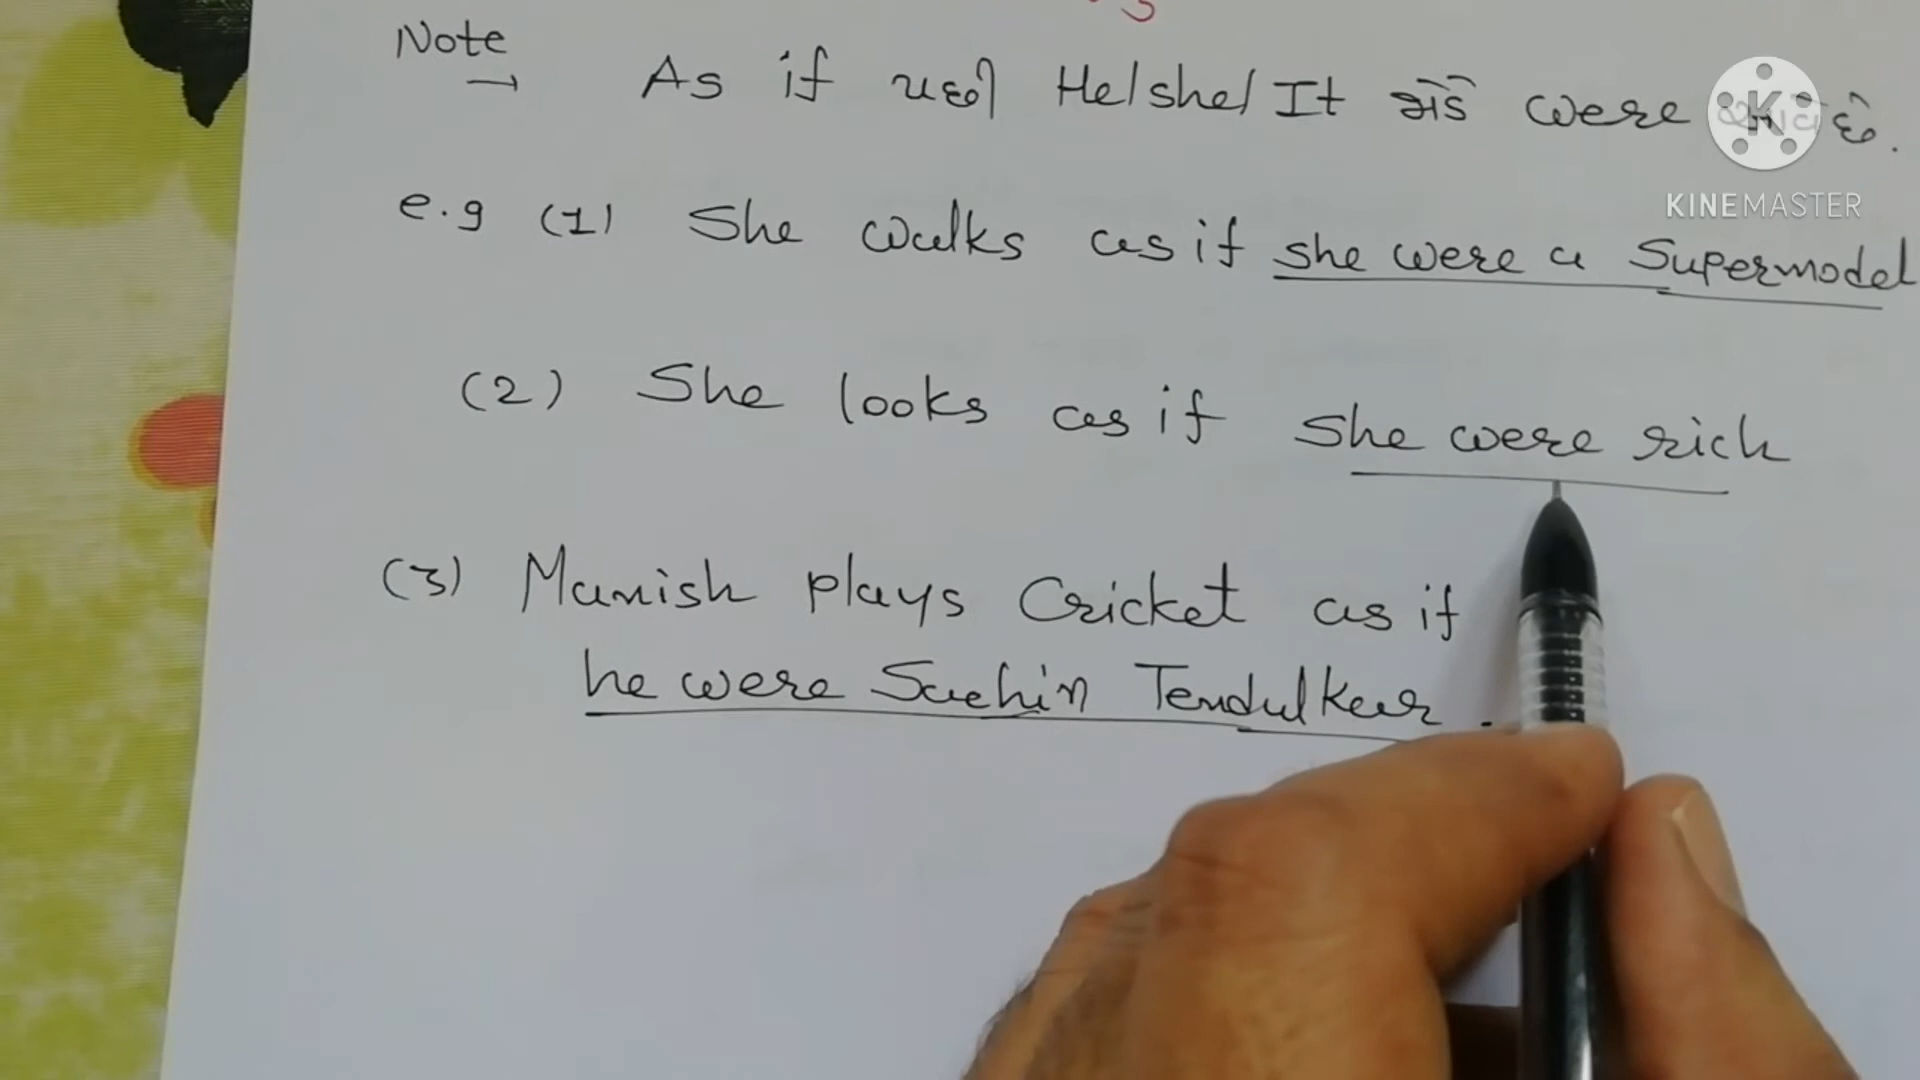 Note
→ As if પછી He/she/It જોડે were આવે છે.
e.g (1) She walks as if she were a Supermodel
(2) She looks as if she were rich
(3) Manish plays Cricket as if
he were Sachin Tendulkar.
KINEMASTER